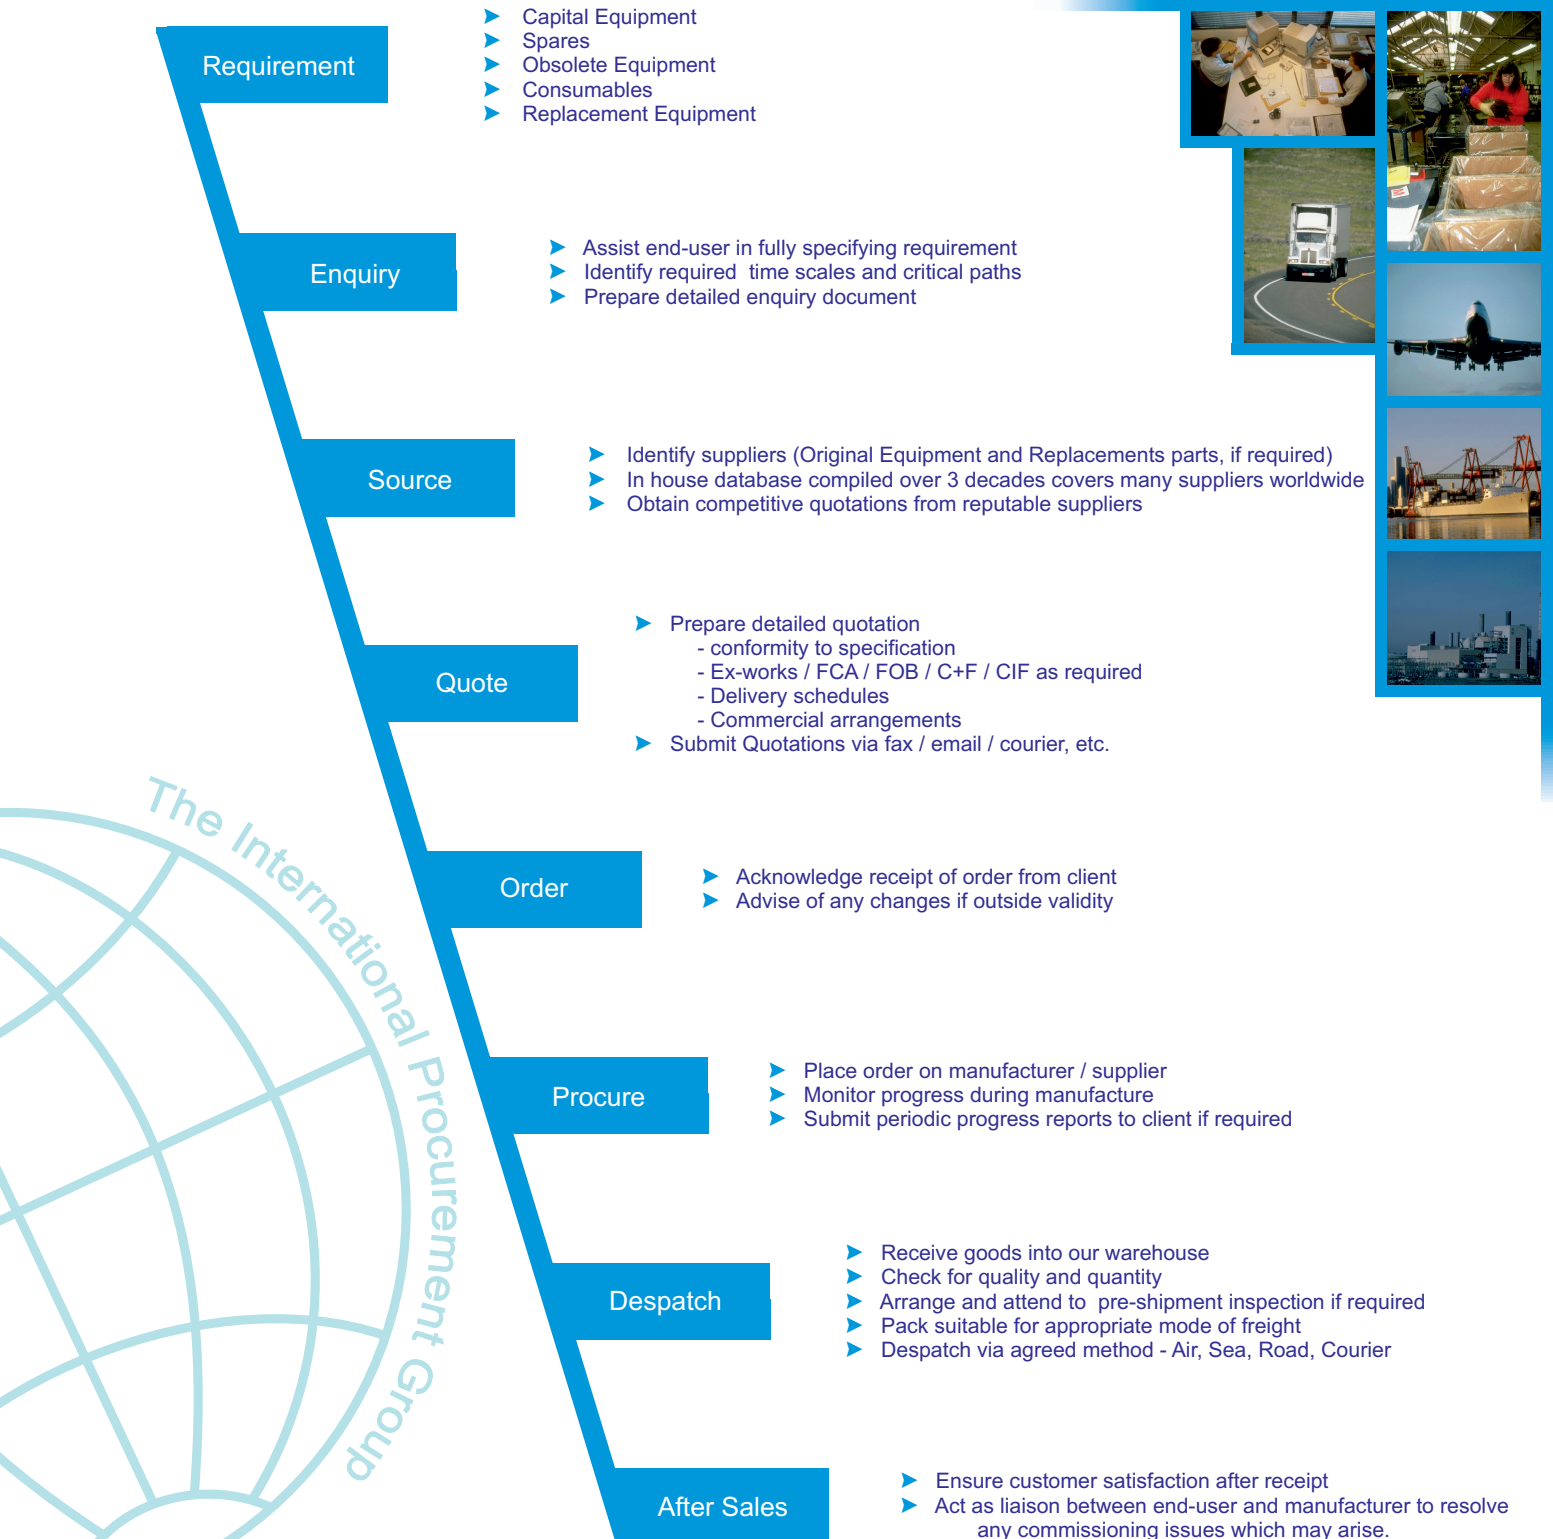 Requirement
Capital Equipment
Spares
Obsolete Equipment
Consumables
Replacement Equipment
Enquiry
Assist end-user in fully specifying requirement
Identify required time scales and critical paths
Prepare detailed enquiry document
Source
Identify suppliers (Original Equipment and Replacements parts, if required)
In house database compiled over 3 decades covers many suppliers worldwide
Obtain competitive quotations from reputable suppliers
Quote
Prepare detailed quotation
- conformity to specification
- Ex-works / FCA / FOB / C+F / CIF as required
- Delivery schedules
- Commercial arrangements
Submit Quotations via fax / email / courier, etc.
Order
Acknowledge receipt of order from client
Advise of any changes if outside validity
Procure
Place order on manufacturer / supplier
Monitor progress during manufacture
Submit periodic progress reports to client if required
Despatch
Receive goods into our warehouse
Check for quality and quantity
Arrange and attend to pre-shipment inspection if required
Pack suitable for appropriate mode of freight
Despatch via agreed method - Air, Sea, Road, Courier
After Sales
Ensure customer satisfaction after receipt
Act as liaison between end-user and manufacturer to resolve
any commissioning issues which may arise.
The International Procurement Group